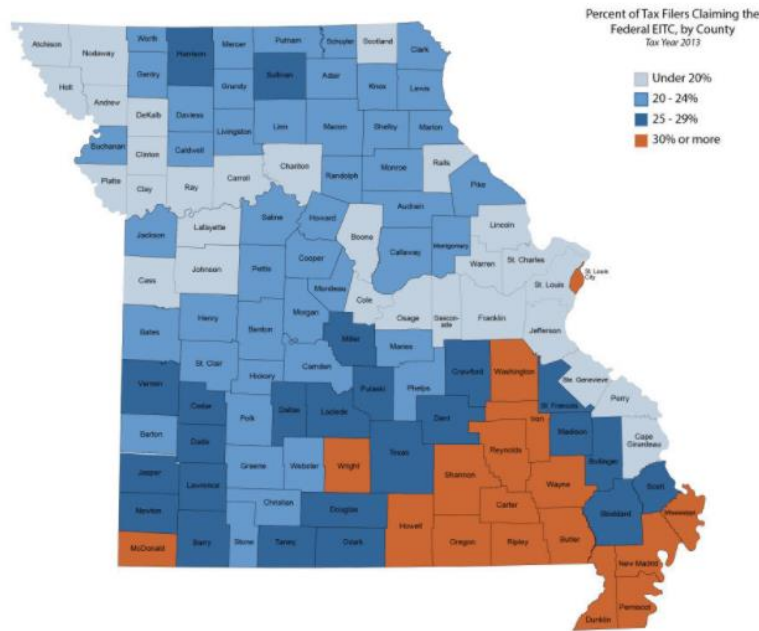 Percent of Tax Filers Claiming the
Federal EITC, by County
Tax Year 2013
Under 20%
20 - 24%
25 - 29%
30% or more
Atchison
Nodaway
Worth
Harrison
Mercer
Putnam
Schuyler
Scotland
Clark
Holt
Andrew
Gentry
Grundy
Sullivan
Adair
Knox
Lewis
DeKalb
Daviess
Livingston
Linn
Macon
Shelby
Marion
Buchanan
Clinton
Caldwell
Platte
Clay
Ray
Carroll
Chariton
Randolph
Monroe
Ralls
Pike
Jackson
Lafayette
Saline
Howard
Boone
Audrain
Callaway
Montgomery
Lincoln
Warren
St. Charles
St. Louis
St. Louis
City
Cass
Johnson
Pettis
Cooper
Moniteau
Cole
Osage
Gascon-
ade
Franklin
Jefferson
Bates
Henry
Benton
Morgan
Miller
Maries
St. Clair
Hickory
Camden
Pulaski
Phelps
Crawford
Washington
Ste. Genevieve
Perry
St. Francois
Vernon
Cedar
Polk
Dallas
Laclede
Dent
Iron
Madison
Cape
Girardeau
Barton
Dade
Greene
Webster
Wright
Texas
Reynolds
Bollinger
Jasper
Lawrence
Christian
Douglas
Shannon
Wayne
Scott
Newton
Stoddard
Mississippi
McDonald
Barry
Stone
Taney
Ozark
Howell
Oregon
Carter
Ripley
Butler
New Madrid
Dunklin
Pemiscot